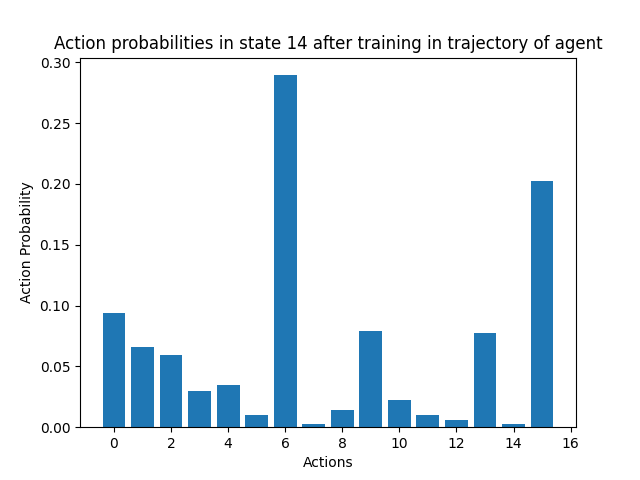 Action probabilities in state 14 after training in trajectory of agent
0.30
0.25
0.20
0.15
0.10
0.05
0.00
Action Probability
0 2 4 6 8 10 12 14 16
Actions